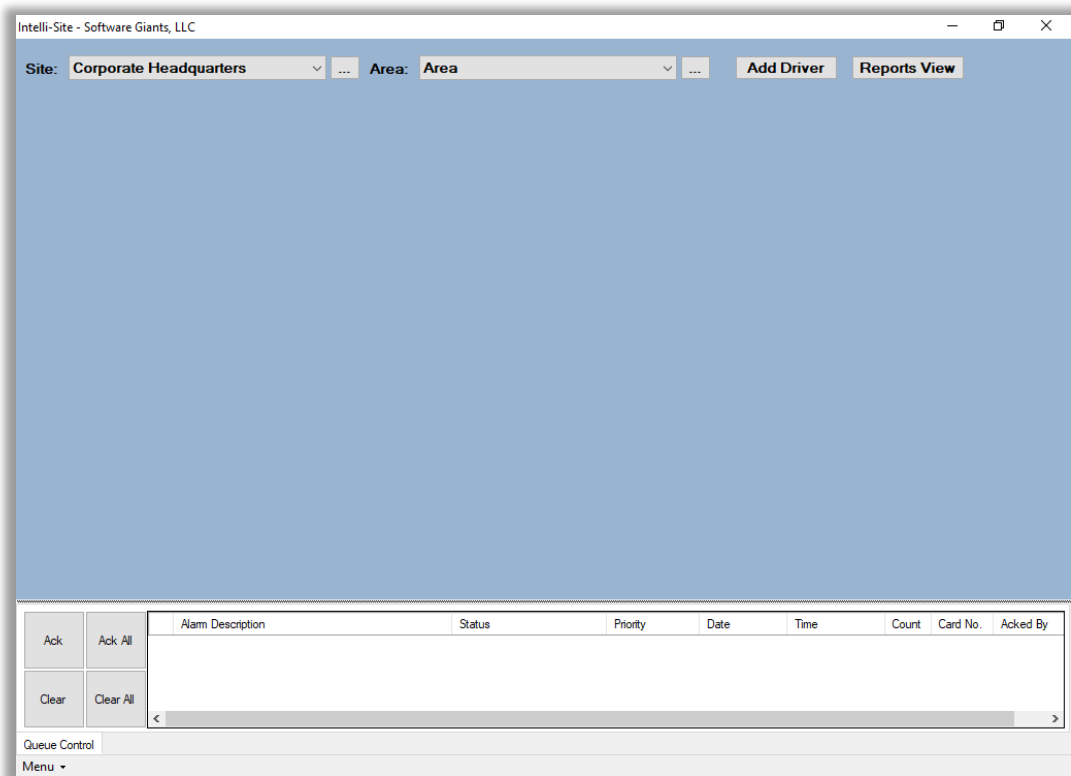 Intelli-Site - Software Giants, LLC
Site: Corporate Headquarters ... Area: Area ... Add Driver Reports View
Alarm Description Status Priority Date Time Count Card No. Acked By
Ack Ack All
Clear Clear All
Queue Control
Menu